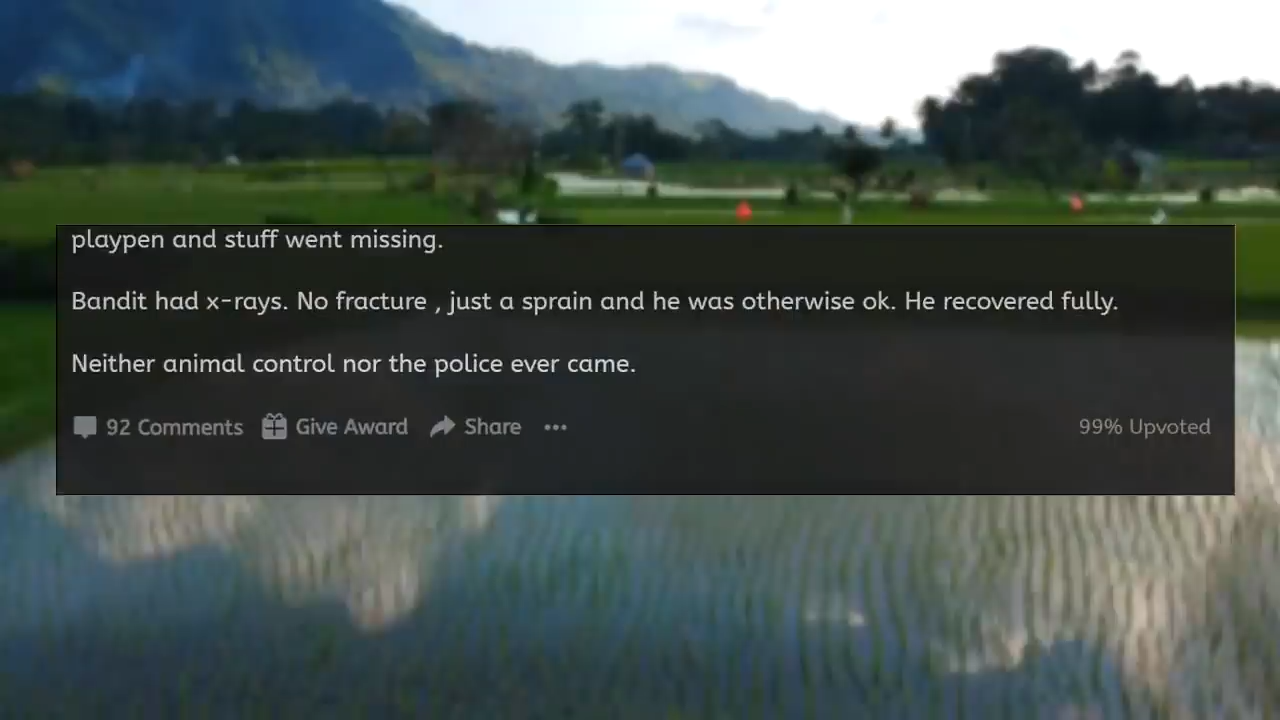 playpen and stuff went missing.
Bandit had x-rays. No fracture , just a sprain and he was otherwise ok. He recovered fully.
Neither animal control nor the police ever came.
92 Comments Give Award Share ••• 99% Upvoted